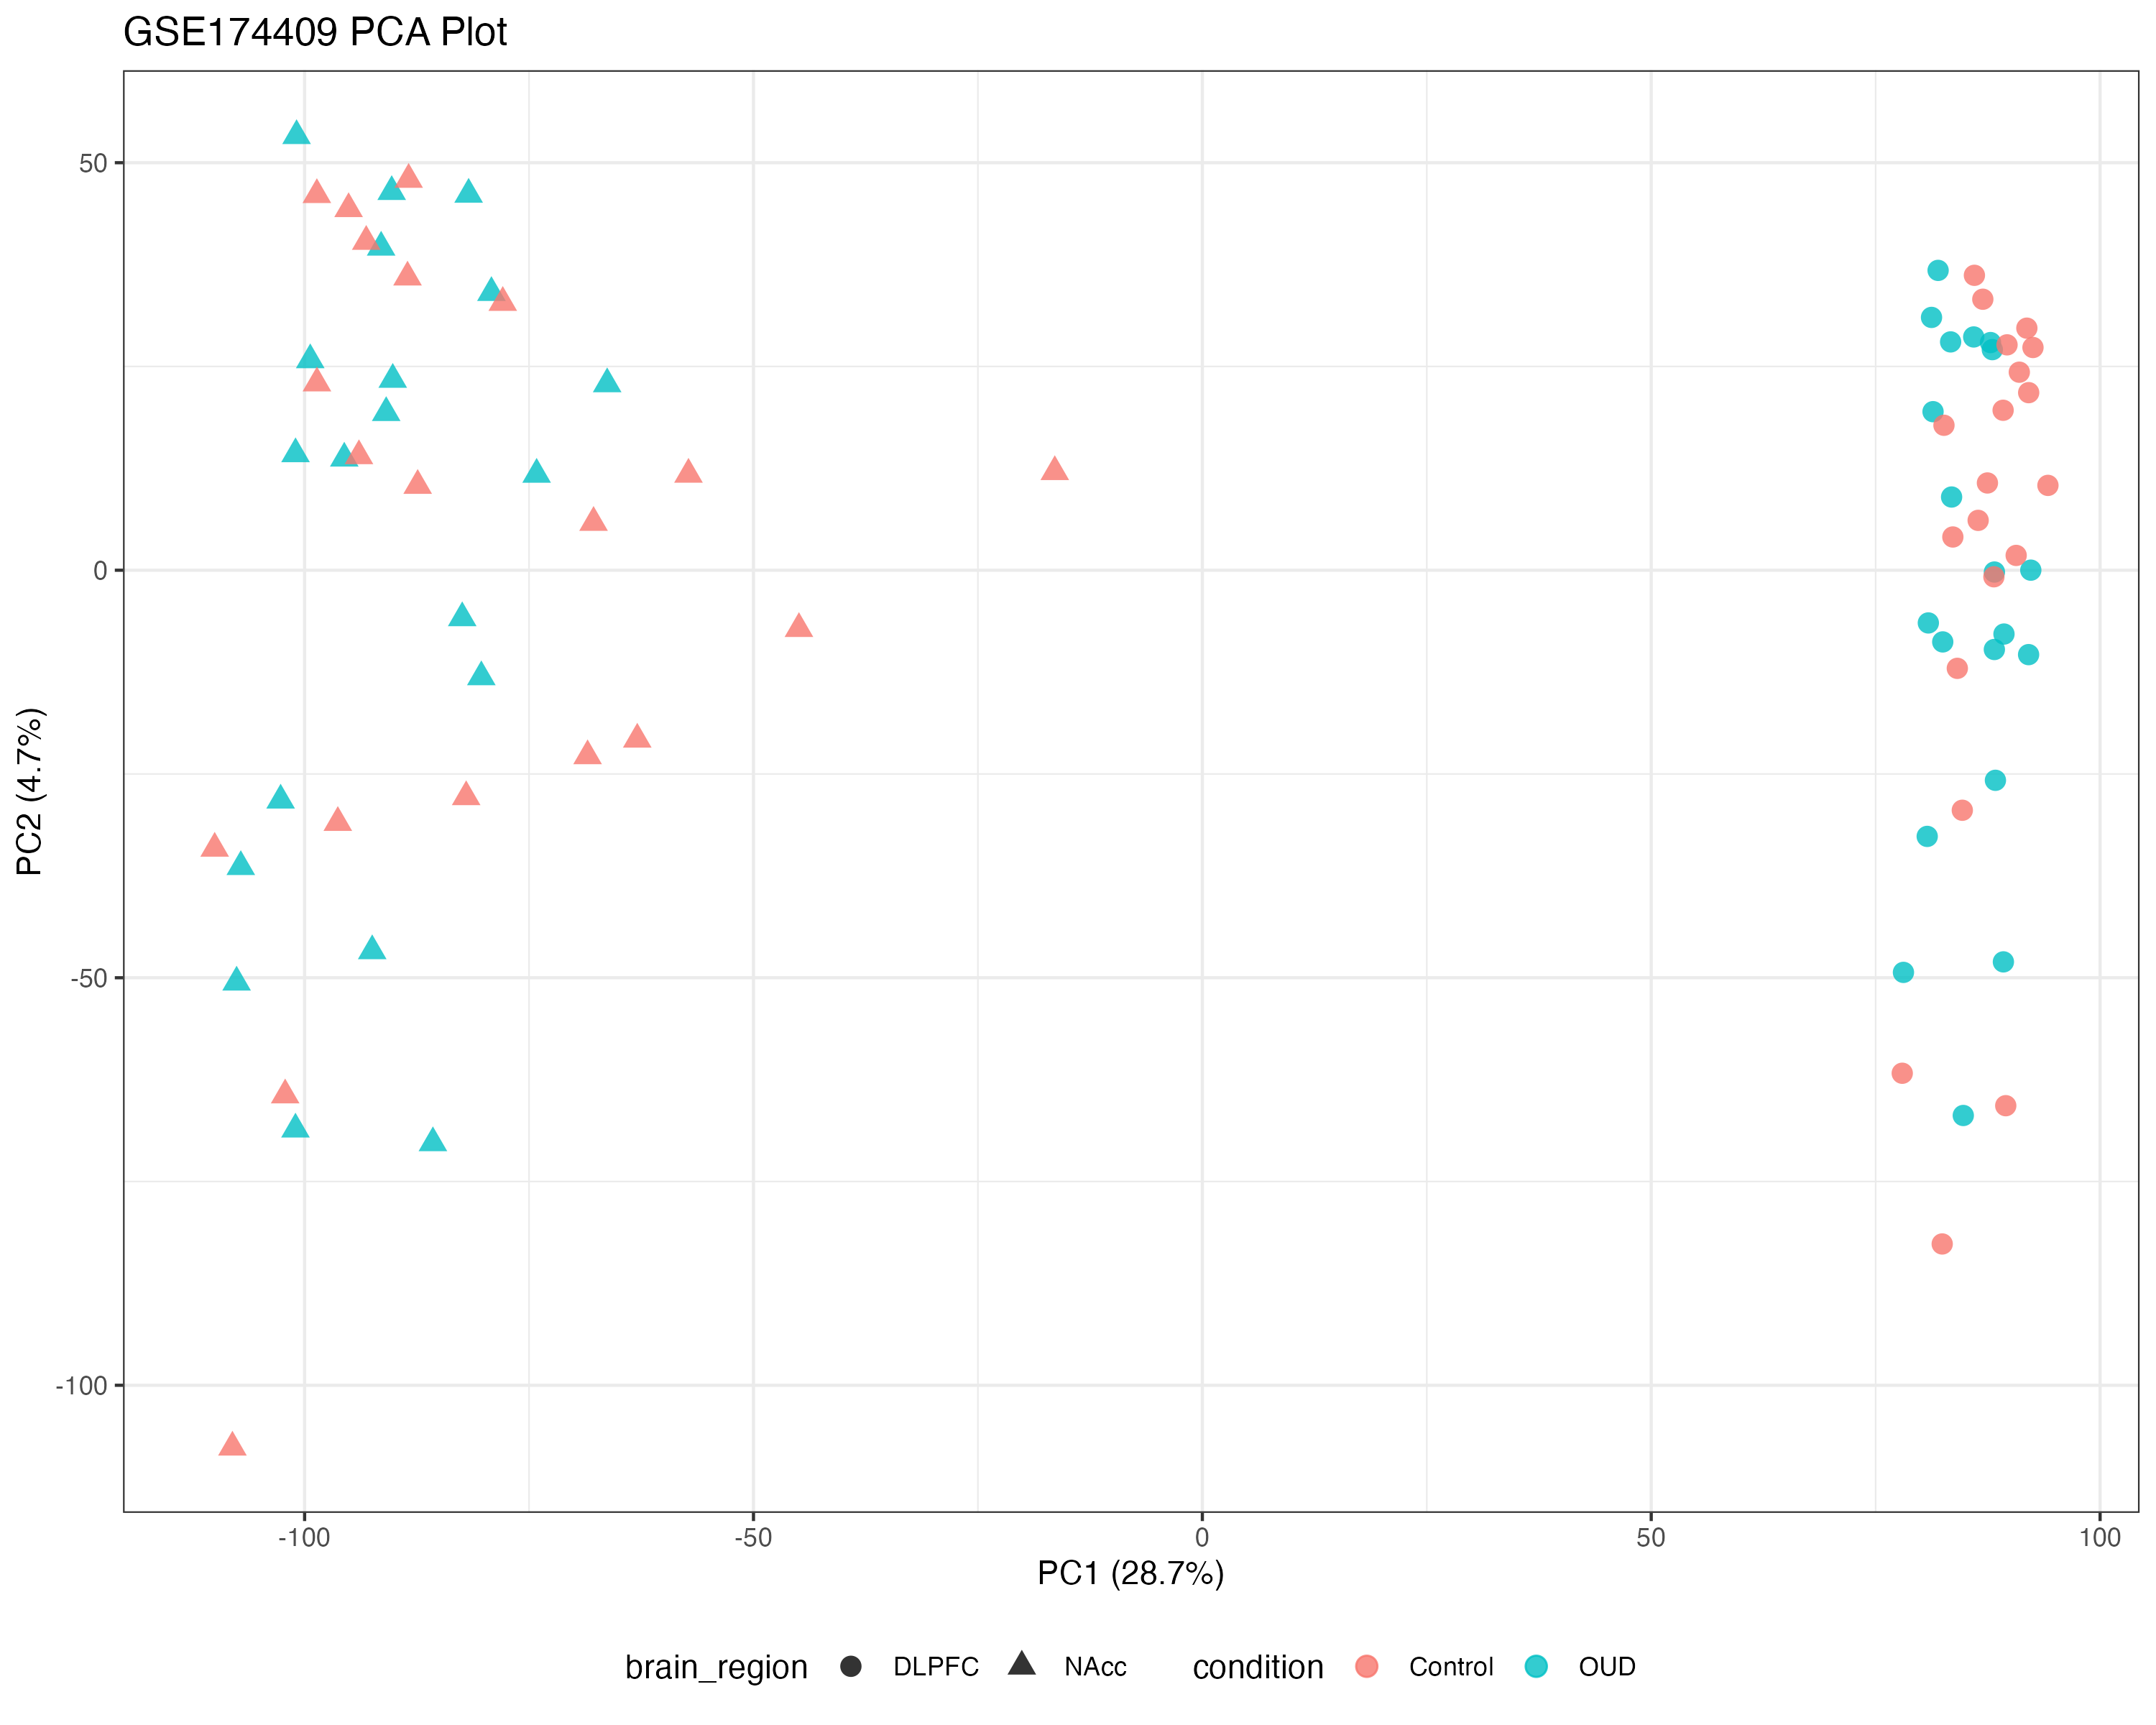 GSE174409 PCA Plot
50
0
-50
-100
PC2 (4.7%)
-100
-50
0
50
100
PC1 (28.7%)
brain_region DLPFC NAcc condition Control OUD